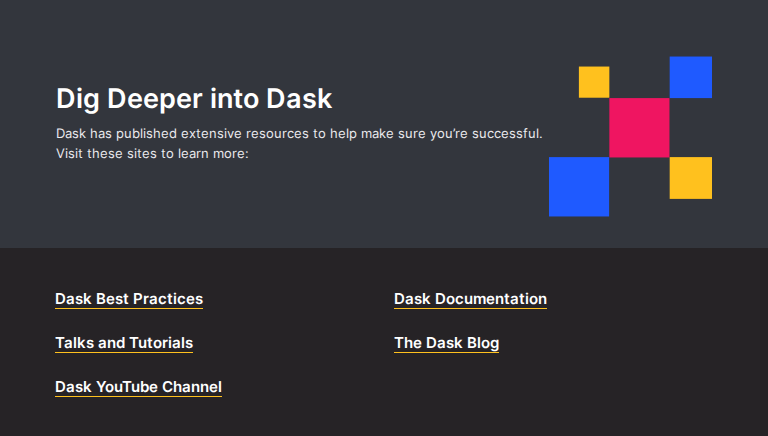 Dig Deeper into Dask
Dask has published extensive resources to help make sure you’re successful.
Visit these sites to learn more:
Dask Best Practices
Dask Documentation
Talks and Tutorials
The Dask Blog
Dask YouTube Channel